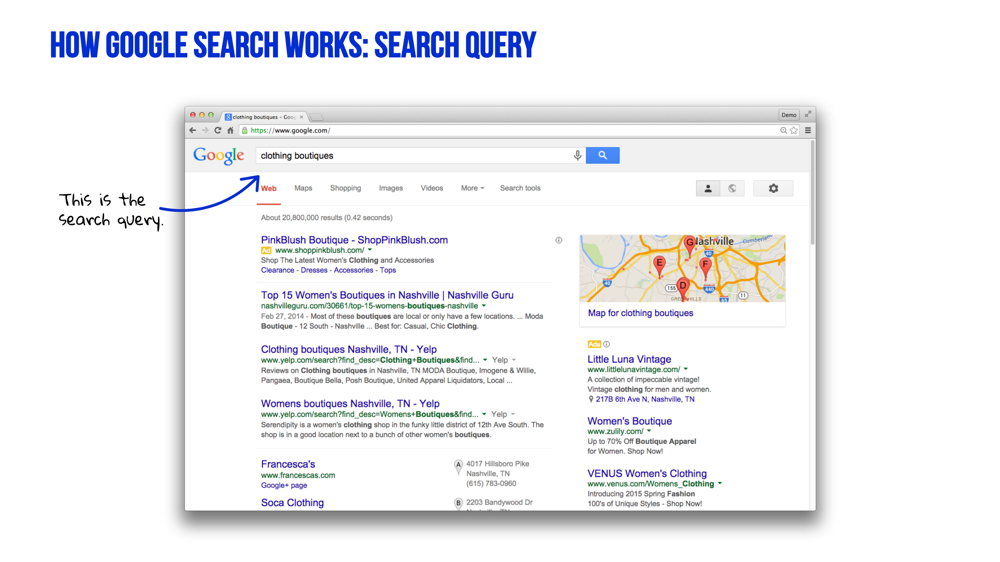 HOW GOOGLE SEARCH WORKS: SEARCH QUERY
This is the
search query.
clothing boutiques - Goog
Demo
https://www.google.com/
Google
clothing boutiques
Web Maps Shopping Images Videos More Search tools
About 20,800,000 results (0.42 seconds)
PinkBlush Boutique - ShopPinkBlush.com
Ad www.shoppinkblush.com/
Shop The Latest Women's Clothing and Accessories
Clearance - Dresses - Accessories - Tops
Top 15 Women's Boutiques in Nashville | Nashville Guru
nashvilleguru.com/30661/top-15-womens-boutiques-nashville
Feb 27, 2014 - Most of these boutiques are local or only have a few locations. ... Moda
Boutique - 12 South - Nashville ... Best for: Casual, Chic Clothing.
Clothing boutiques Nashville, TN - Yelp
www.yelp.com/search?find_desc=Clothing+Boutiques&find... Yelp
Reviews on Clothing boutiques in Nashville, TN MODA Boutique, Imogene & Willie,
Pangaea, Boutique Bella, Posh Boutique, United Apparel Liquidators, Local ...
Womens boutiques Nashville, TN - Yelp
www.yelp.com/search?find_desc=Womens+Boutiques&find... Yelp
Serendipity is a women's clothing shop in the funky little district of 12th Ave South. The
shop is in a good location next to a bunch of other women's boutiques.
Francesca's
www.francescas.com
Google+ page
A 4017 Hillsboro Pike
Nashville, TN
(615) 783-0960
Soca Clothing
B 2203 Bandywood Dr
G Nashville Cumberland
40
E F
40 155 D 440
GREEN HILLS 65 11
Map for clothing boutiques
Ads
Little Luna Vintage
www.littlelunavintage.com/
A collection of impeccable vintage!
Vintage clothing for men and women.
217B 6th Ave N, Nashville, TN
Women's Boutique
www.zulily.com/
Up to 70% Off Boutique Apparel
for Women. Shop Now!
VENUS Women's Clothing
www.venus.com/Womens_Clothing
Introducing 2015 Spring Fashion
100's of Unique Styles - Shop Now!